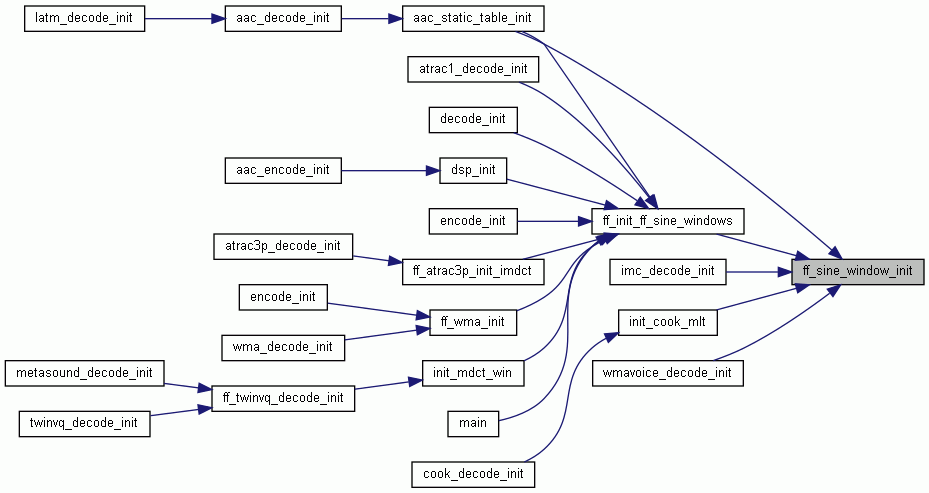 latm_decode_init
aac_decode_init
aac_static_table_init
atrac1_decode_init
decode_init
aac_encode_init
dsp_init
encode_init
ff_init_ff_sine_windows
atrac3p_decode_init
ff_atrac3p_init_imdct
imc_decode_init
ff_sine_window_init
encode_init
ff_wma_init
init_cook_mlt
wma_decode_init
metasound_decode_init
init_mdct_win
wmavoice_decode_init
ff_twinvq_decode_init
twinvq_decode_init
main
cook_decode_init